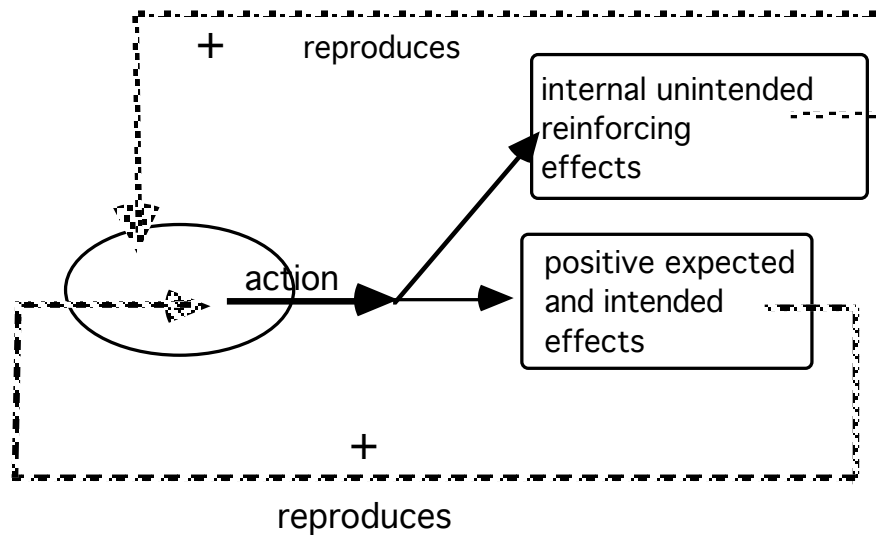 +
reproduces
internal unintended
reinforcing
effects
action
positive expected
and intended
effects
+
reproduces